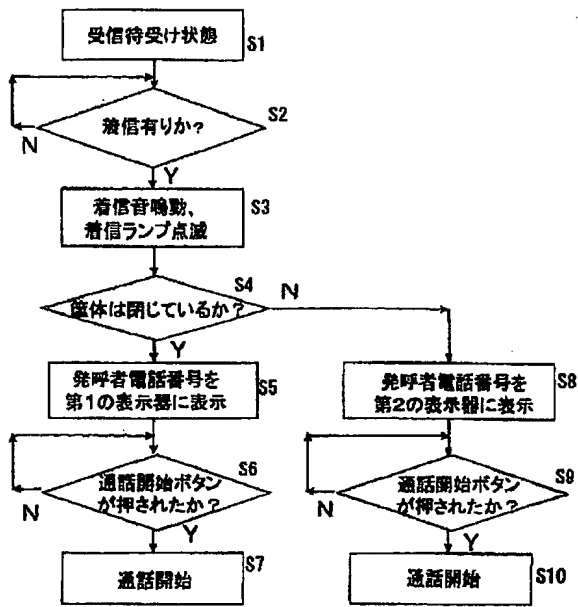 受信待受け状態
S1
着信有りか?
S2
N
Y
着信音鳴動、
着信ランプ点滅
S3
筐体は閉じているか?
S4
N
Y
発呼者電話番号を
第1の表示器に表示
S5
発呼者電話番号を
第2の表示器に表示
S8
通話開始ボタン
が押されたか?
S6
N
Y
通話開始ボタン
が押されたか?
S9
N
Y
通話開始
S7
通話開始
S10